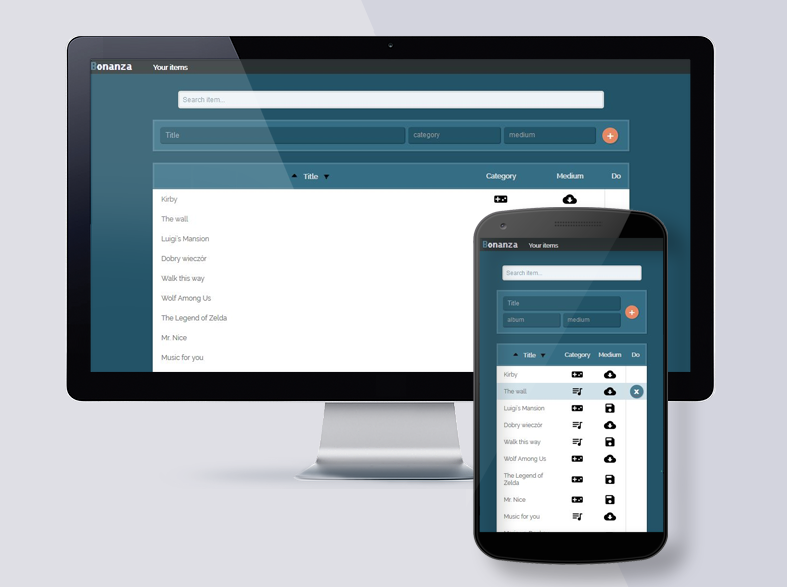 Bonanza Your items
Search item...
Title category medium
Title Category Medium Do
Kirby
The wall
Luigi's Mansion
Dobry wieczór
Walk this way
Wolf Among Us
The Legend of Zelda
Mr. Nice
Music for you
Bonanza Your items
Search item...
Title
album medium
Title Category Medium Do
Kirby
The wall
Luigi's Mansion
Dobry wieczór
Walk this way
Wolf Among Us
The Legend of
Zelda
Mr. Nice
Music for you